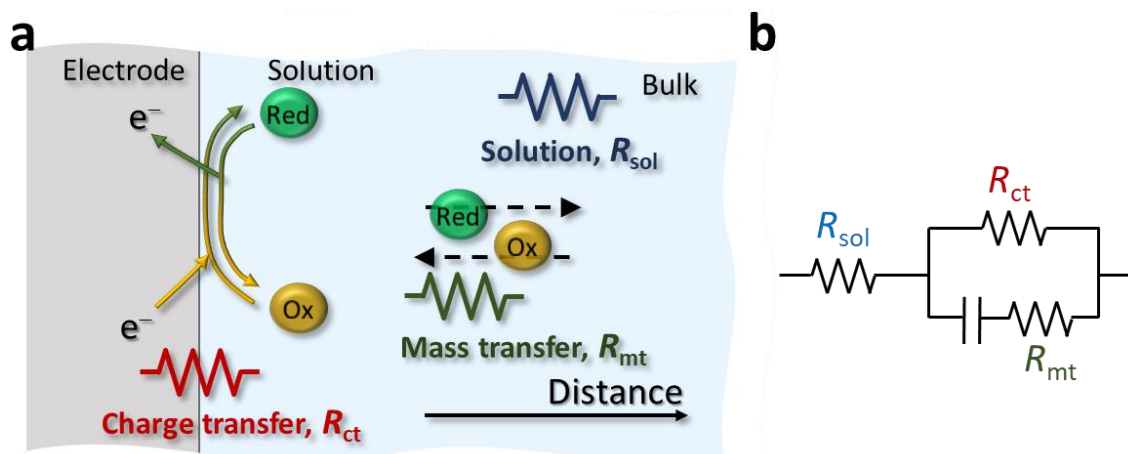 a
Electrode
Solution
Bulk
e⁻
Red
Solution, Rsol
Red
Ox
e⁻
Ox
Mass transfer, Rmt
Distance
Charge transfer, Rct
b
Rct
Rsol
Rmt